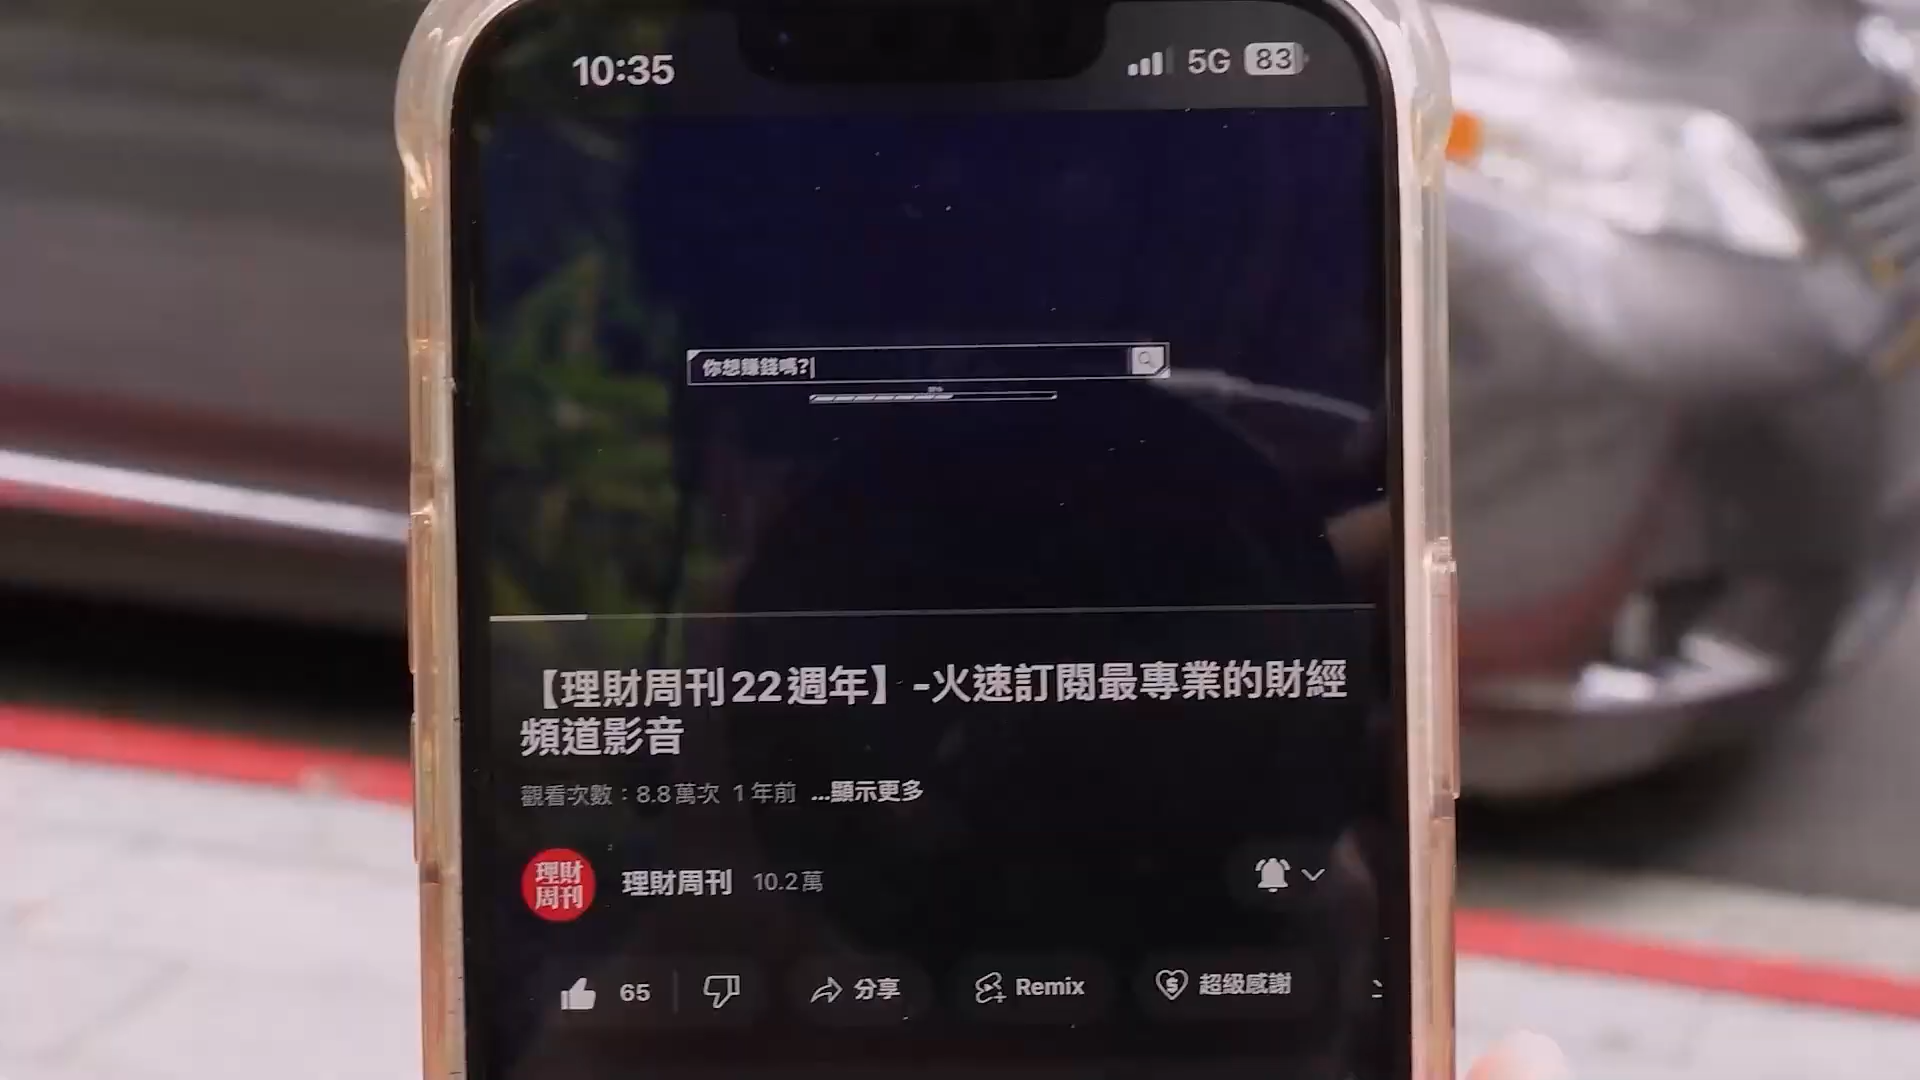 10:35
5G 83
你想賺錢嗎?
【理財周刊22週年】-火速訂閱最專業的財經
頻道影音
觀看次數：8.8萬次 1年前 ...顯示更多
理財
周刊
理財周刊 10.2萬
65 分享 Remix 超級感謝